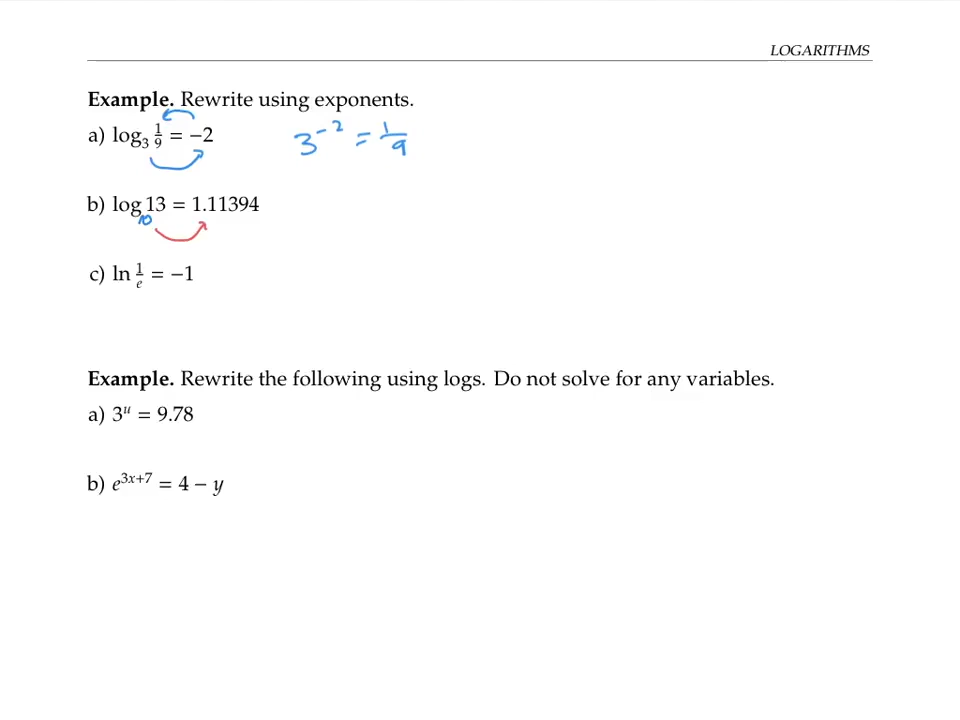 LOGARITHMS
Example. Rewrite using exponents.
a) log₃ 1/9 = −2 3⁻² = 1/9
b) log 13 = 1.11394
10
c) ln 1/e = −1
Example. Rewrite the following using logs. Do not solve for any variables.
a) 3ᵘ = 9.78
b) e³ˣ⁺⁷ = 4 − y